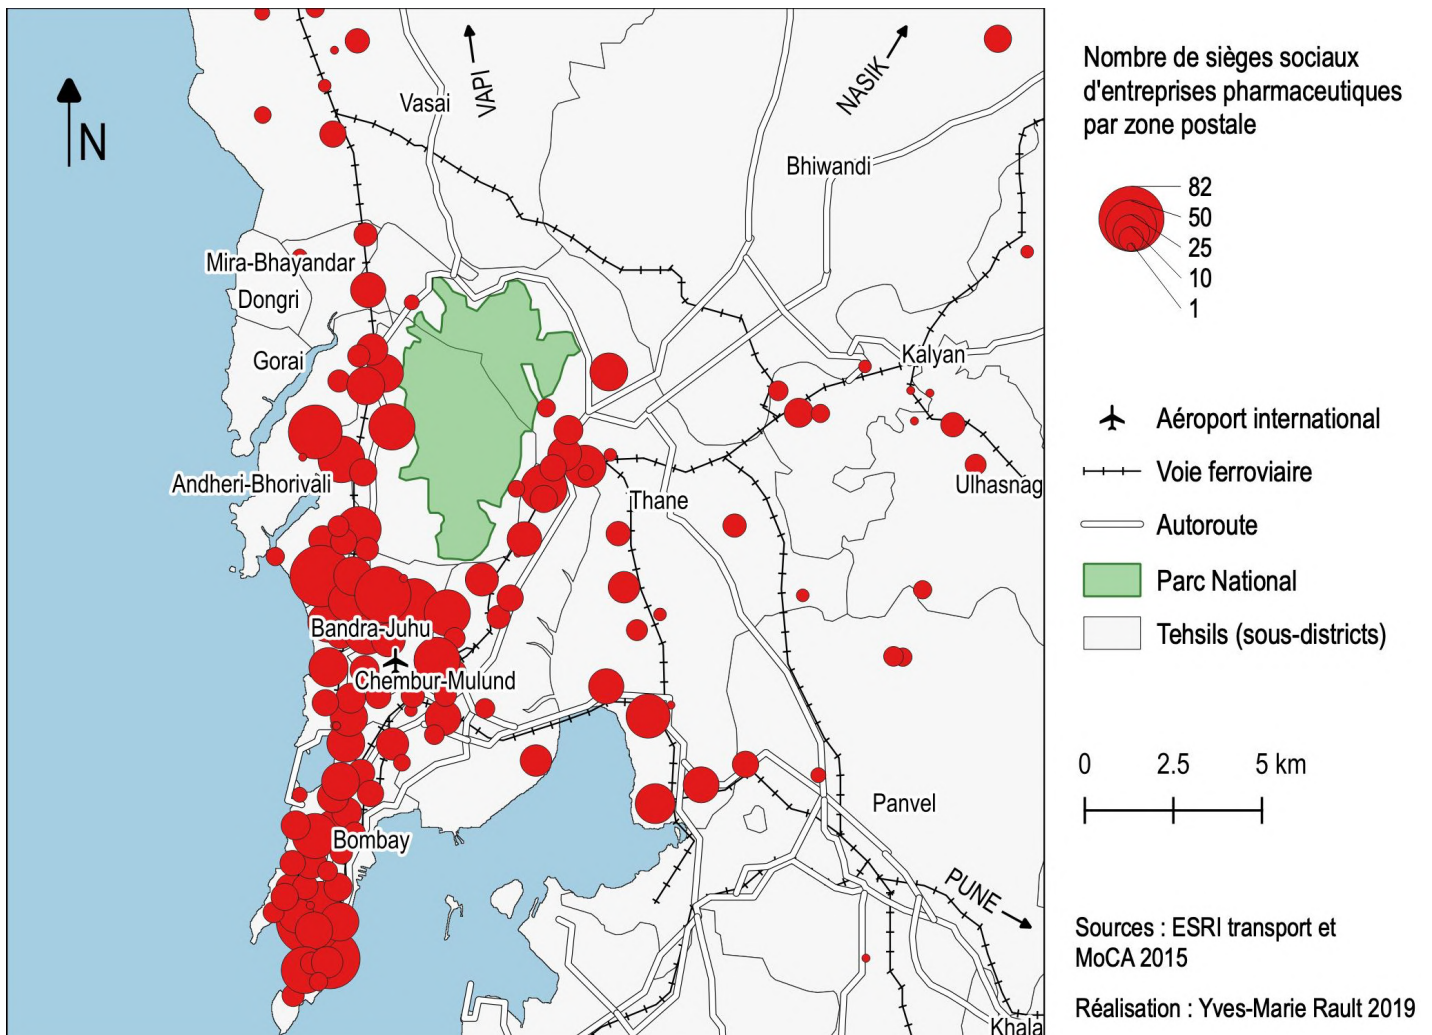 VAPI
NASIK
Vasai
N
Bhiwandi
Mira-Bhayandar
Dongri
Gorai
Kalyan
Andheri-Bhorivali
Ulhasnag
Thane
Bandra-Juhu
Chembur-Mulund
Panvel
Bombay
PUNE
Khala
Nombre de sièges sociaux
d'entreprises pharmaceutiques
par zone postale
82
50
25
10
1
Aéroport international
Voie ferroviaire
Autoroute
Parc National
Tehsils (sous-districts)
0 2.5 5 km
Sources : ESRI transport et
MoCA 2015
Réalisation : Yves-Marie Rault 2019